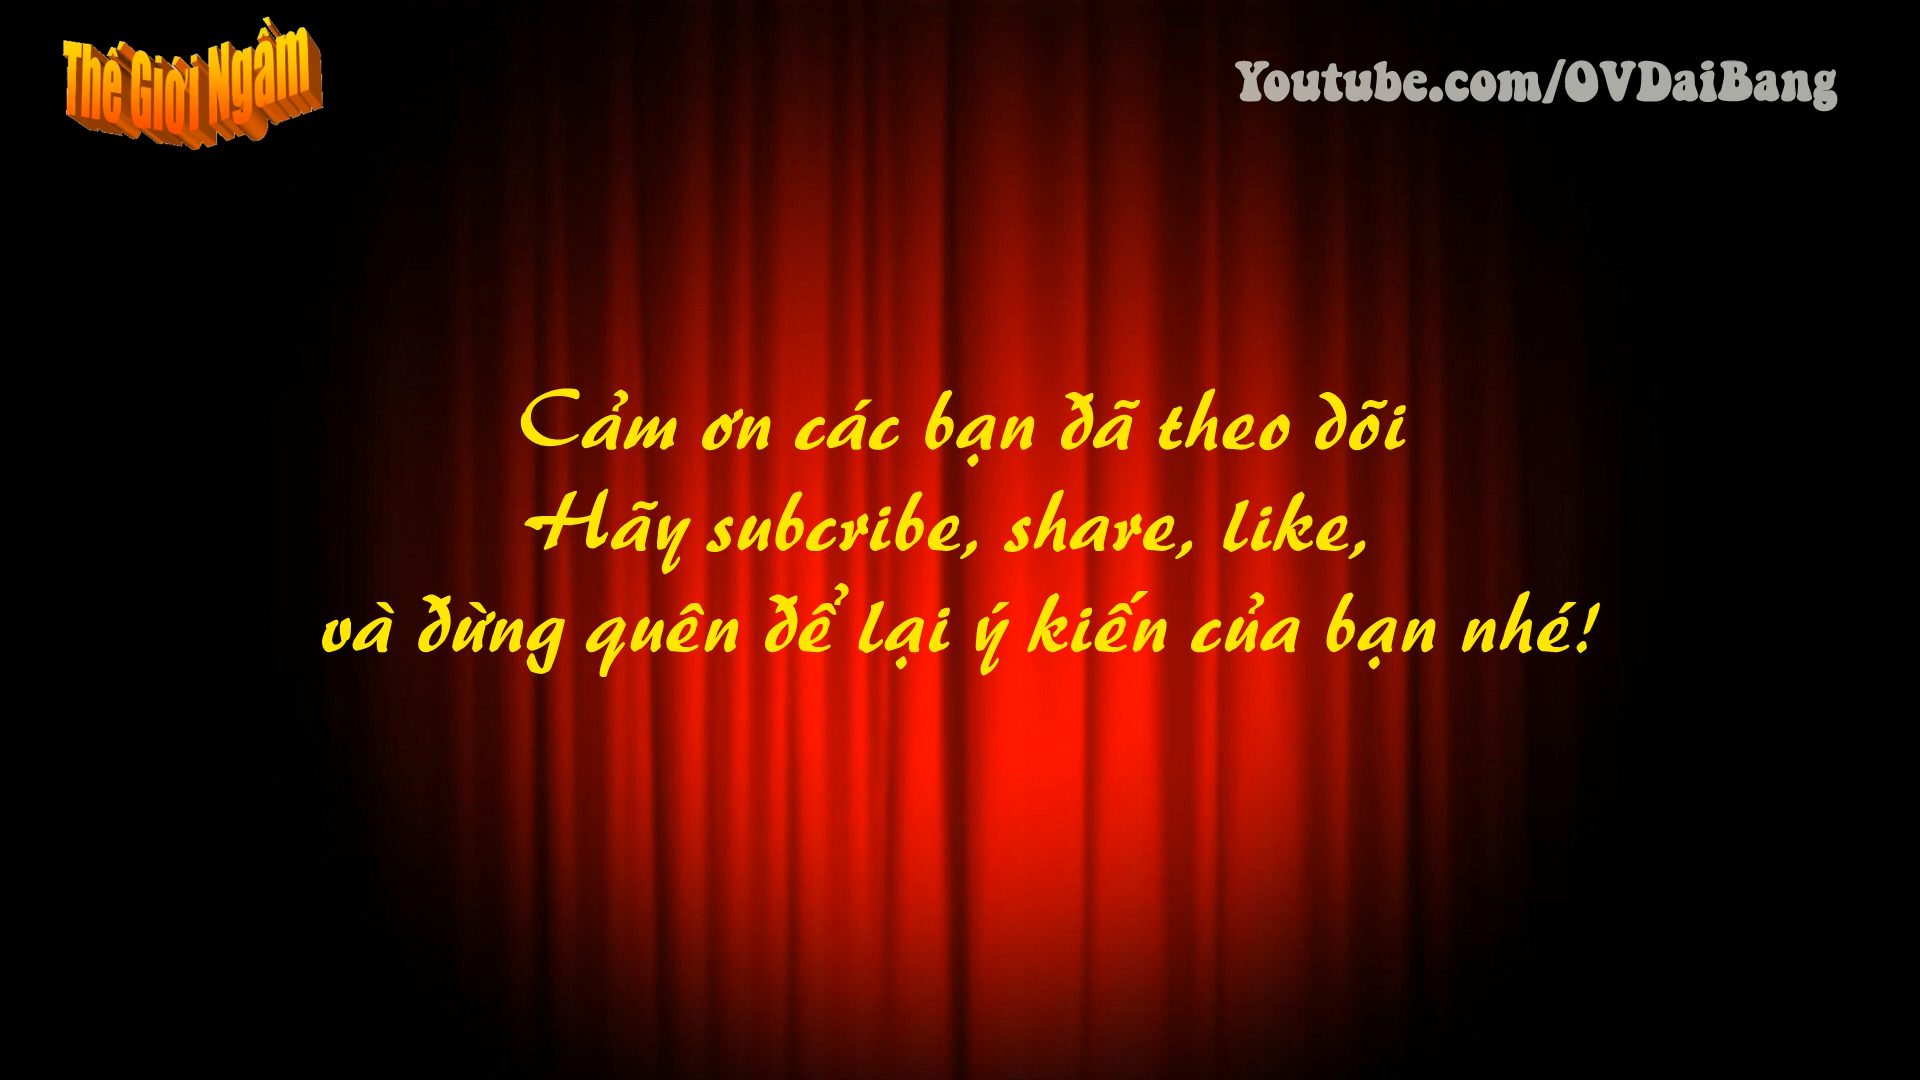 Thế Giới Ngầm
Youtube.com/OVDaiBang
Cảm ơn các bạn đã theo dõi
Hãy subcribe, share, like,
và đừng quên để lại ý kiến của bạn nhé!